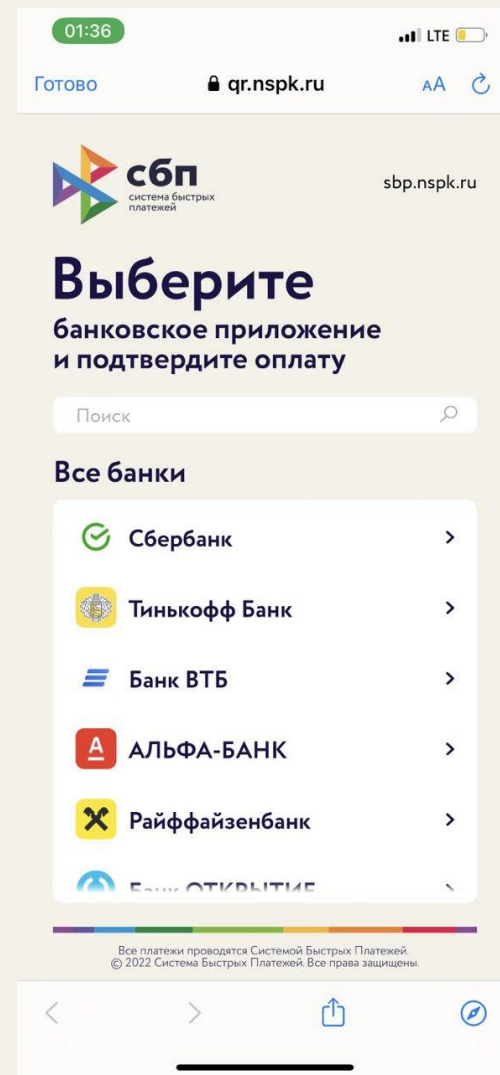 01:36
LTE
Готово
qr.nspk.ru
AA
сбп
система быстрых
платежей
sbp.nspk.ru
Выберите
банковское приложение
и подтвердите оплату
Поиск
Все банки
Сбербанк
Тинькофф Банк
Банк ВТБ
А
АЛЬФА-БАНК
Райффайзенбанк
Банк ОТКРЫТИЕ
Все платежи проводятся Системой Быстрых Платежей.
© 2022 Система Быстрых Платежей. Все права защищены.